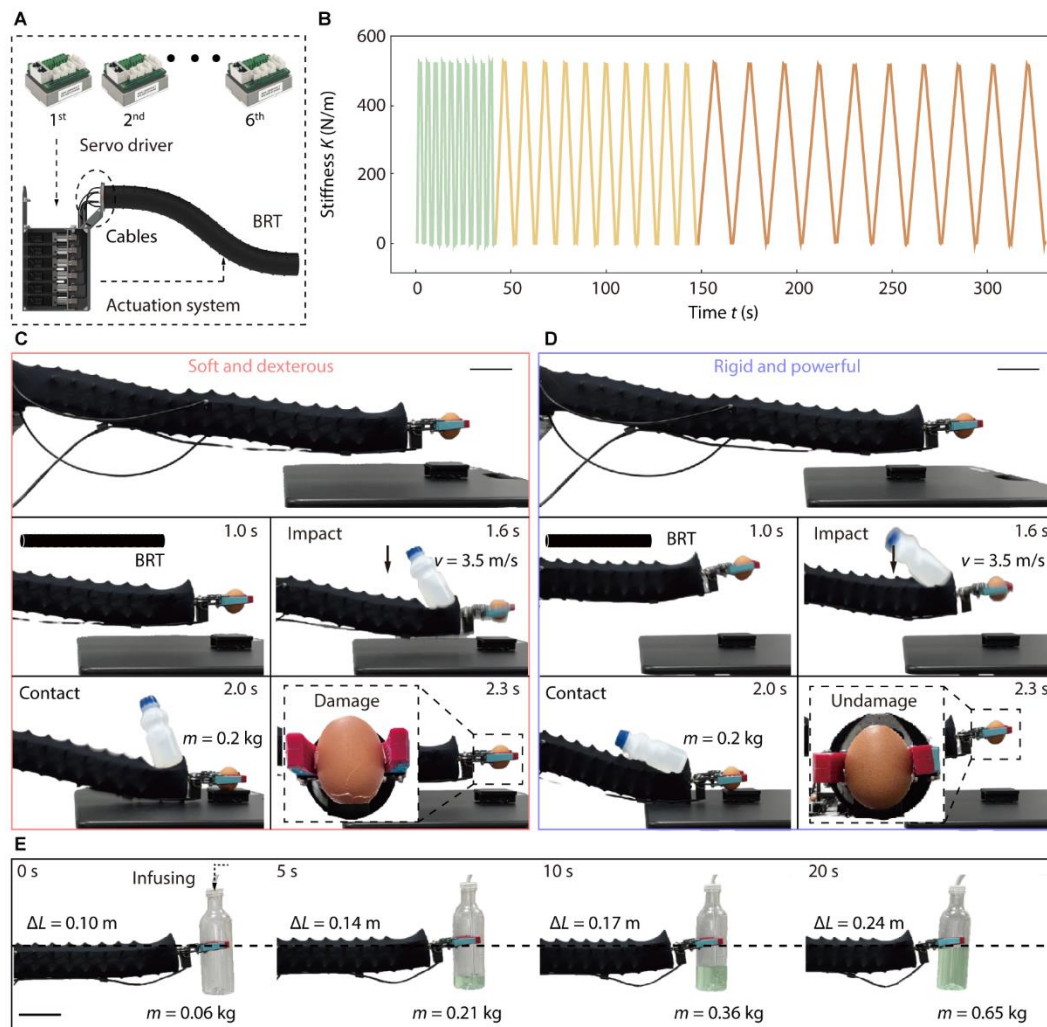 A
1st
2nd
6th
Servo driver
Cables
BRT
Actuation system
B
600
400
200
0
Stiffness K (N/m)
0
50
100
150
200
250
300
Time t (s)
C
Soft and dexterous
1.0 s
BRT
Impact
1.6 s
v = 3.5 m/s
Contact
2.0 s
m = 0.2 kg
Damage
2.3 s
D
Rigid and powerful
1.0 s
BRT
Impact
1.6 s
v = 3.5 m/s
Contact
2.0 s
m = 0.2 kg
Undamage
2.3 s
E
0 s
Infusing
ΔL = 0.10 m
m = 0.06 kg
5 s
ΔL = 0.14 m
m = 0.21 kg
10 s
ΔL = 0.17 m
m = 0.36 kg
20 s
ΔL = 0.24 m
m = 0.65 kg